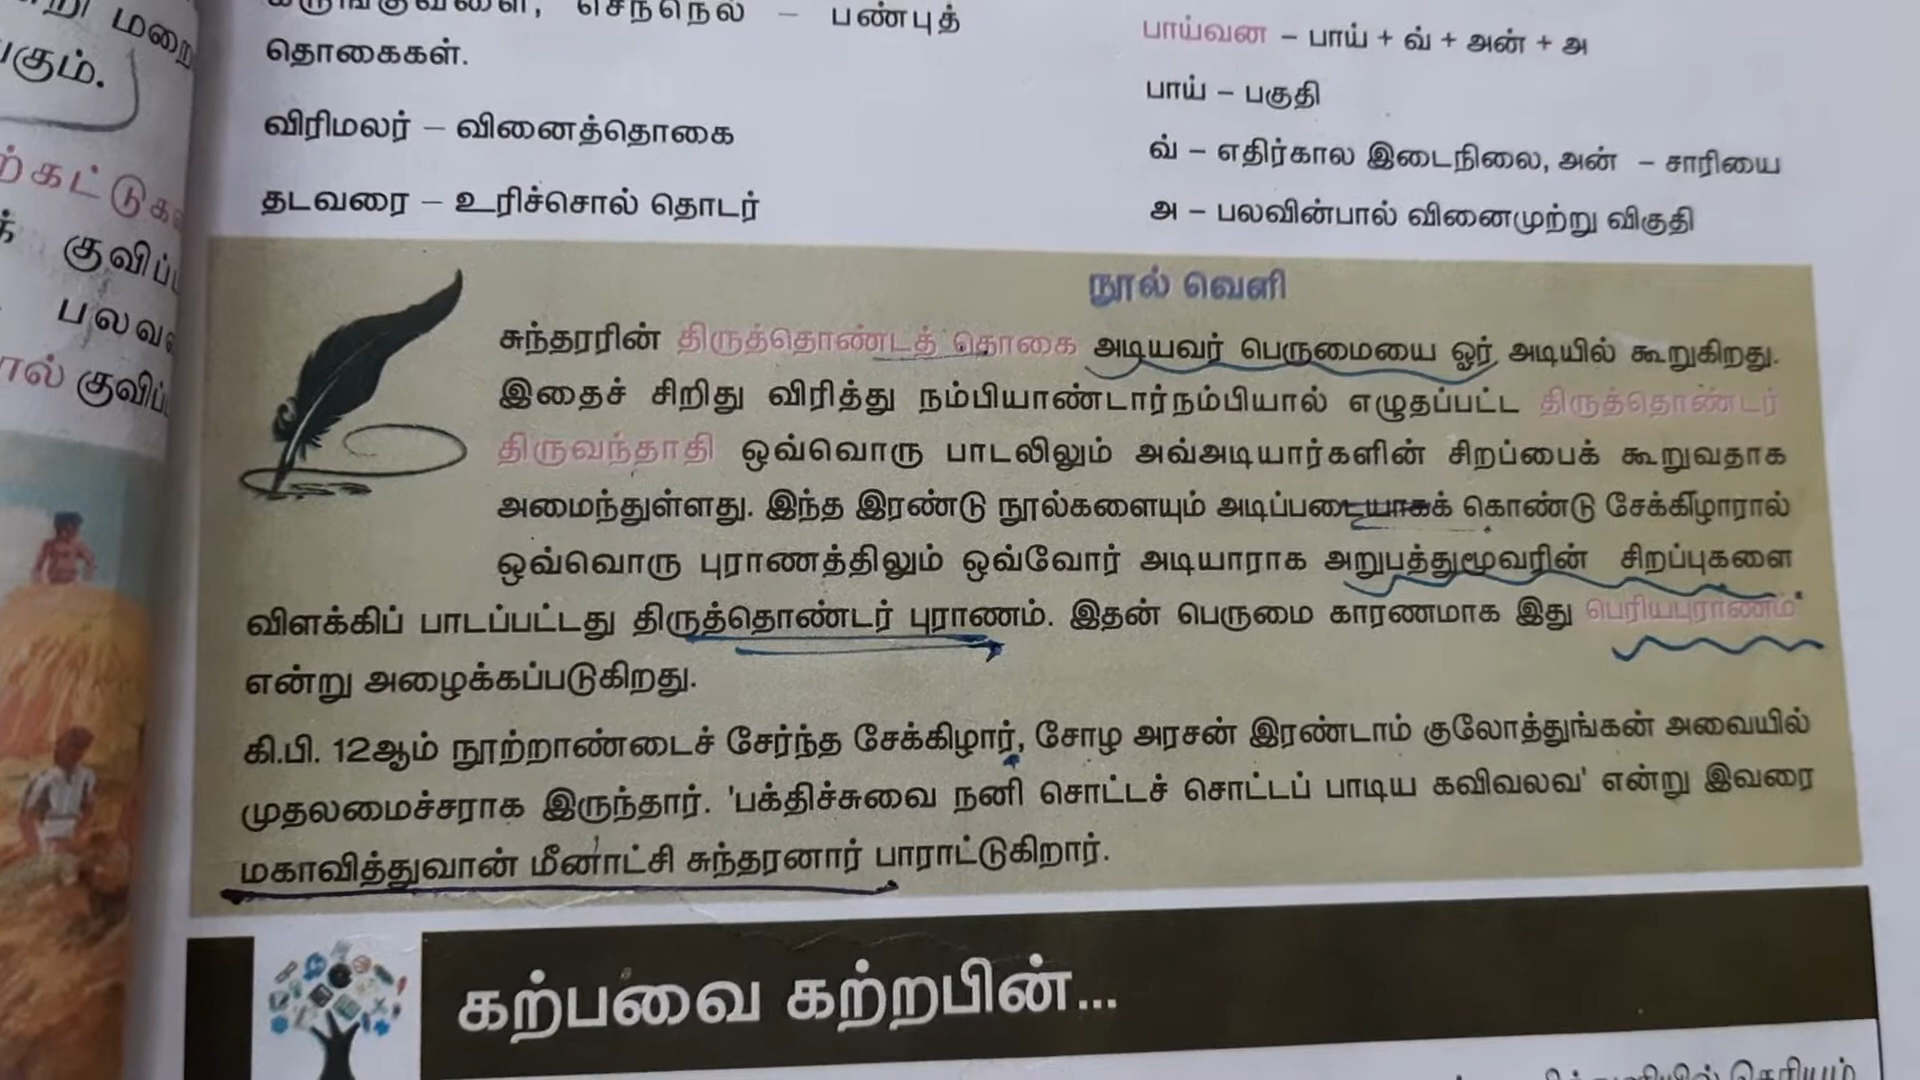 செந்நெல் – பண்புத்
தொகைகள்.
விரிமலர் – வினைத்தொகை
தடவரை – உரிச்சொல் தொடர்
பாய்வன – பாய் + வ் + அன் + அ
பாய் – பகுதி
வ் – எதிர்கால இடைநிலை, அன் – சாரியை
அ – பலவின்பால் வினைமுற்று விகுதி
நூல் வெளி
சுந்தரரின் திருத்தொண்டத் தொகை அடியவர் பெருமையை ஓர் அடியில் கூறுகிறது.
இதைச் சிறிது விரித்து நம்பியாண்டார்நம்பியால் எழுதப்பட்ட திருத்தொண்டர்
திருவந்தாதி ஒவ்வொரு பாடலிலும் அவ்அடியார்களின் சிறப்பைக் கூறுவதாக
அமைந்துள்ளது. இந்த இரண்டு நூல்களையும் அடிப்படையாகக் கொண்டு சேக்கிழாரால்
ஒவ்வொரு புராணத்திலும் ஒவ்வோர் அடியாராக அறுபத்துமூவரின் சிறப்புகளை
விளக்கிப் பாடப்பட்டது திருத்தொண்டர் புராணம். இதன் பெருமை காரணமாக இது பெரியபுராணம்
என்று அழைக்கப்படுகிறது.
கி.பி. 12ஆம் நூற்றாண்டைச் சேர்ந்த சேக்கிழார், சோழ அரசன் இரண்டாம் குலோத்துங்கன் அவையில்
முதலமைச்சராக இருந்தார். 'பக்திச்சுவை நனி சொட்டச் சொட்டப் பாடிய கவிவலவ' என்று இவரை
மகாவித்துவான் மீனாட்சி சுந்தரனார் பாராட்டுகிறார்.
கற்பவை கற்றபின்...